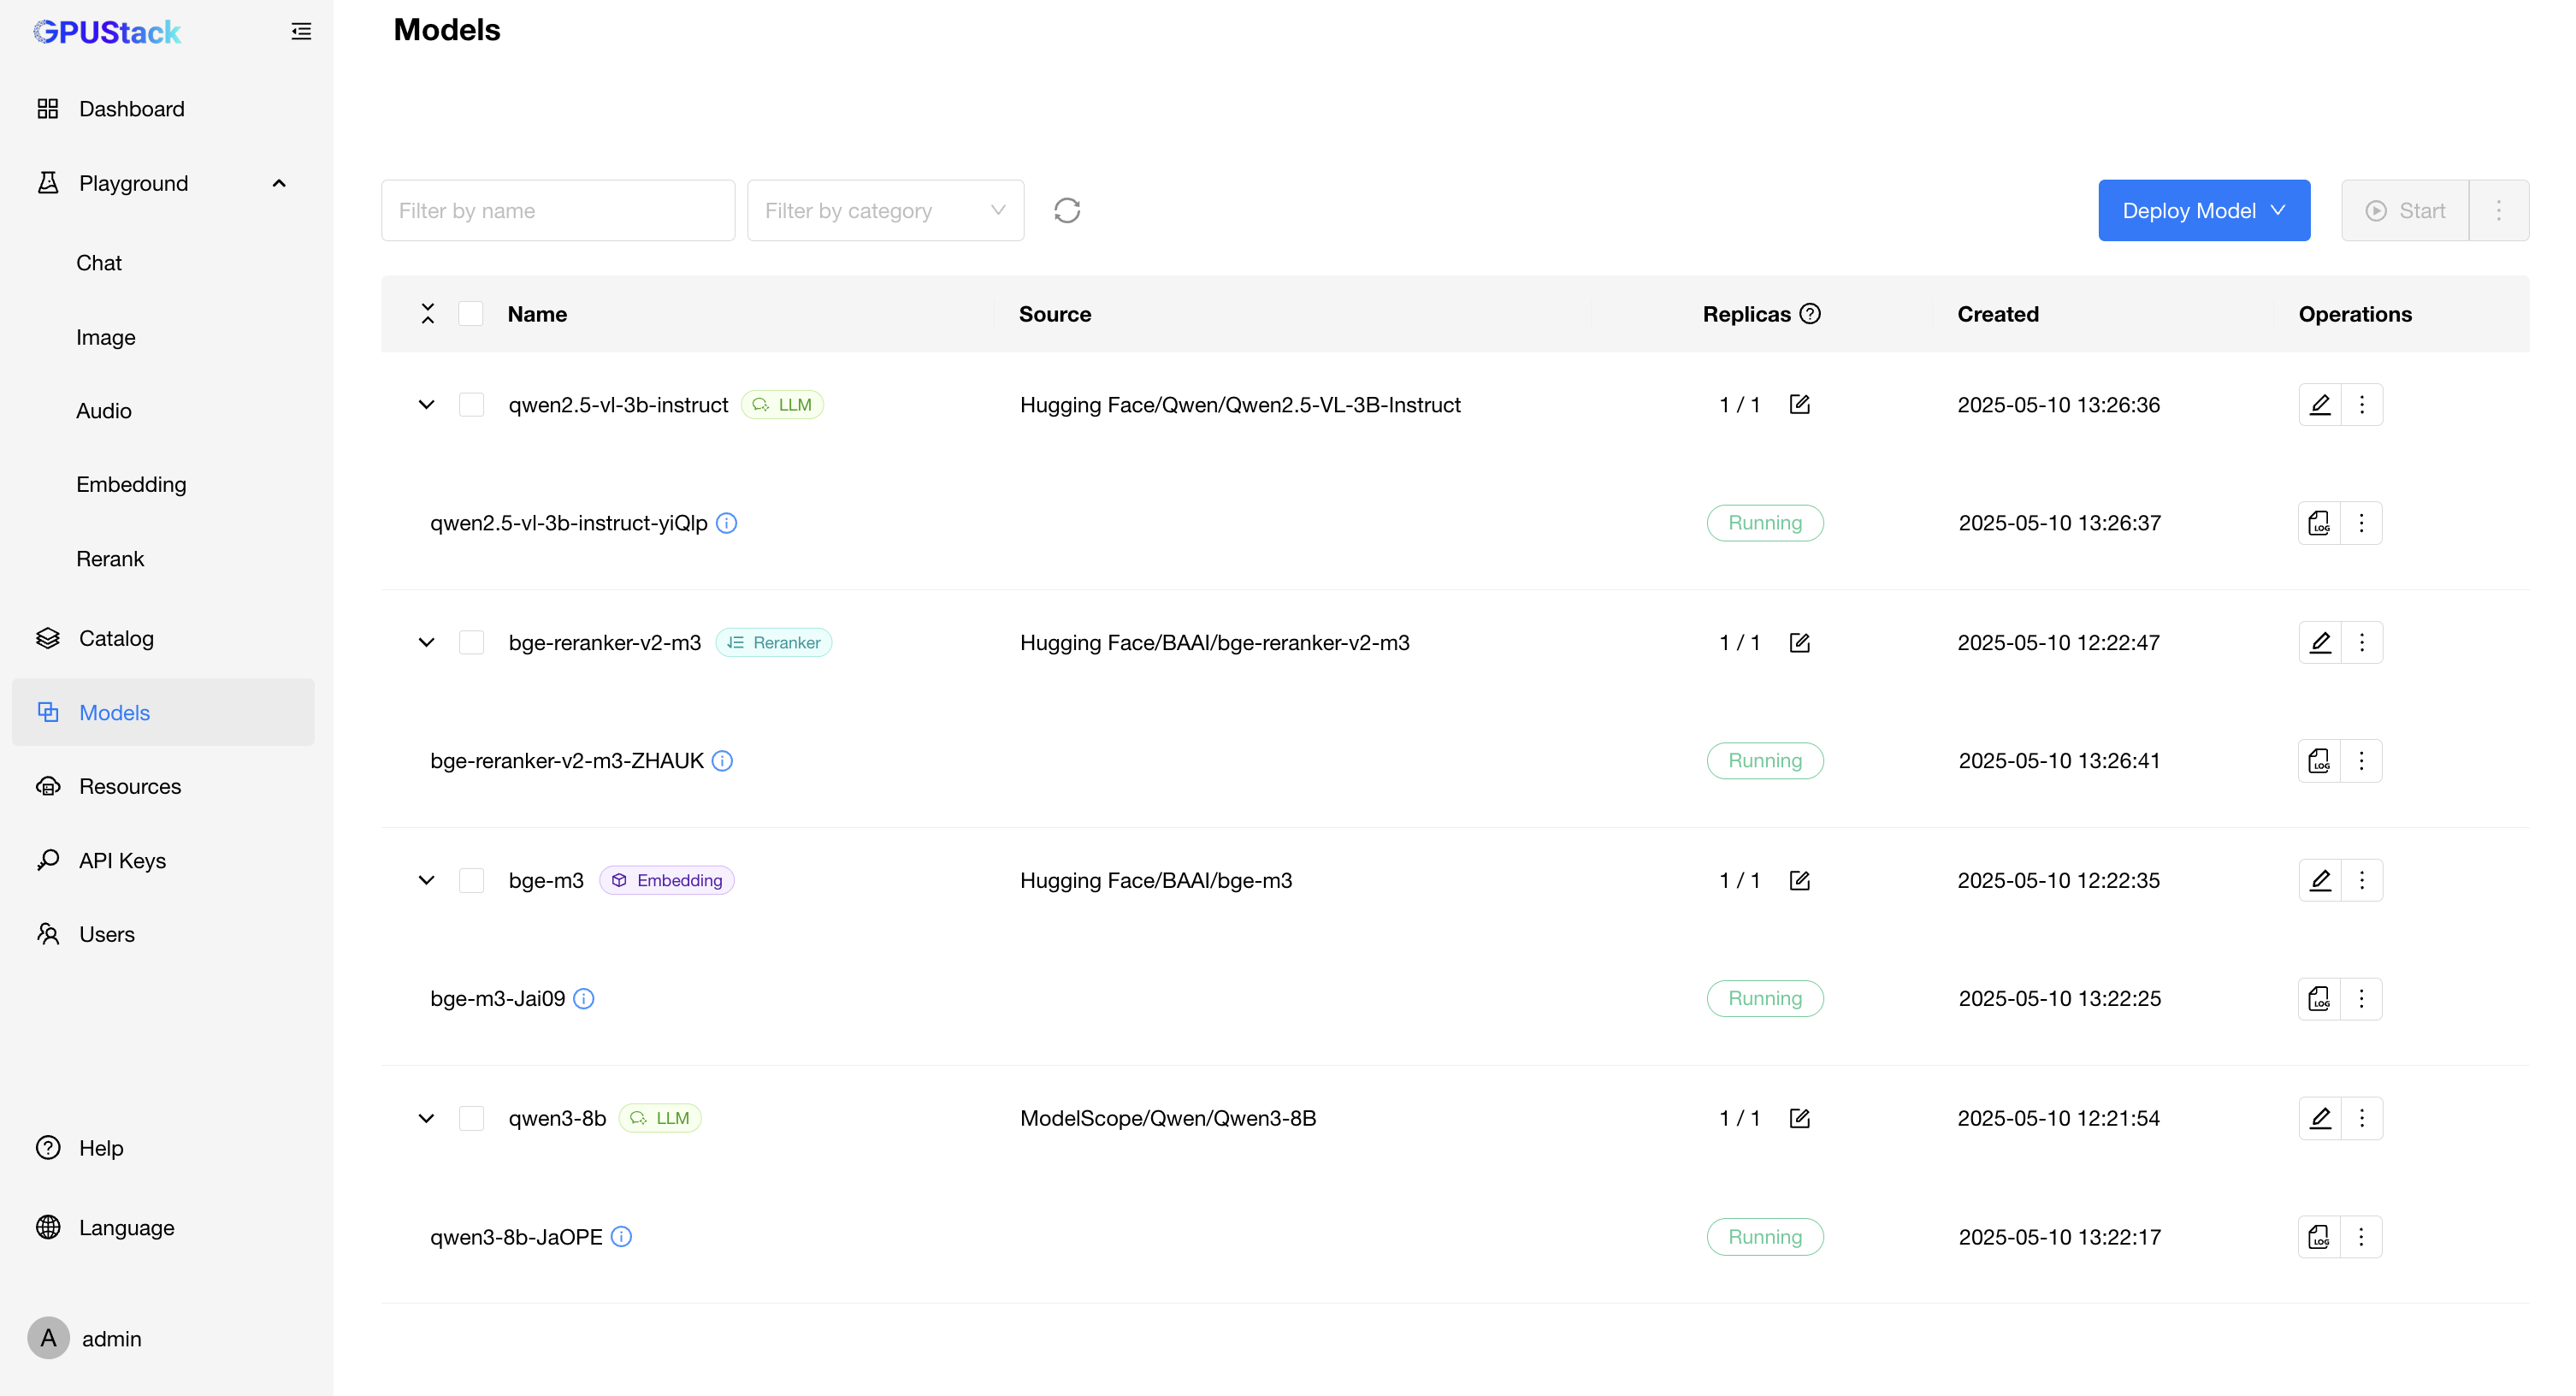 GPUStack
Dashboard
Playground
Chat
Image
Audio
Embedding
Rerank
Catalog
Models
Resources
API Keys
Users
Help
Language
A admin
Models
Filter by name Filter by category Deploy Model Start
Name Source Replicas Created Operations
qwen2.5-vl-3b-instruct LLM Hugging Face/Qwen/Qwen2.5-VL-3B-Instruct 1 / 1 2025-05-10 13:26:36
qwen2.5-vl-3b-instruct-yiQlp Running 2025-05-10 13:26:37 LOG
bge-reranker-v2-m3 Reranker Hugging Face/BAAI/bge-reranker-v2-m3 1 / 1 2025-05-10 12:22:47
bge-reranker-v2-m3-ZHAUK Running 2025-05-10 13:26:41 LOG
bge-m3 Embedding Hugging Face/BAAI/bge-m3 1 / 1 2025-05-10 12:22:35
bge-m3-Jai09 Running 2025-05-10 13:22:25 LOG
qwen3-8b LLM ModelScope/Qwen/Qwen3-8B 1 / 1 2025-05-10 12:21:54
qwen3-8b-JaOPE Running 2025-05-10 13:22:17 LOG